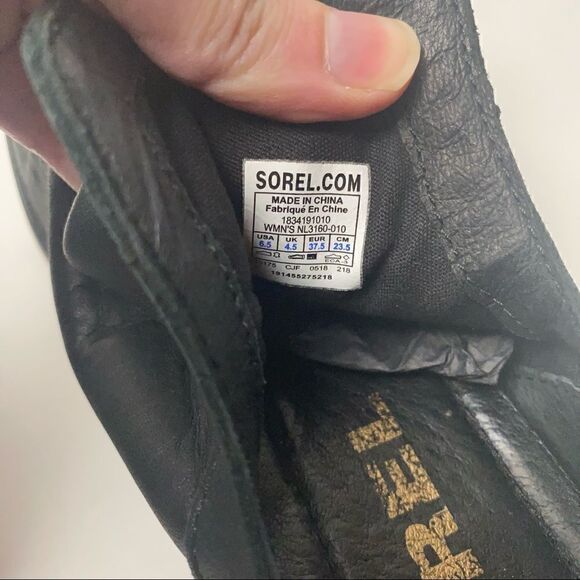 SOREL.COM
MADE IN CHINA
Fabriqué En Chine
1834191010
WMN'S NL3160-010
USA UK EUR CM
6.5 4.5 37.5 23.5
CJF 0518 218
191455275218
REL